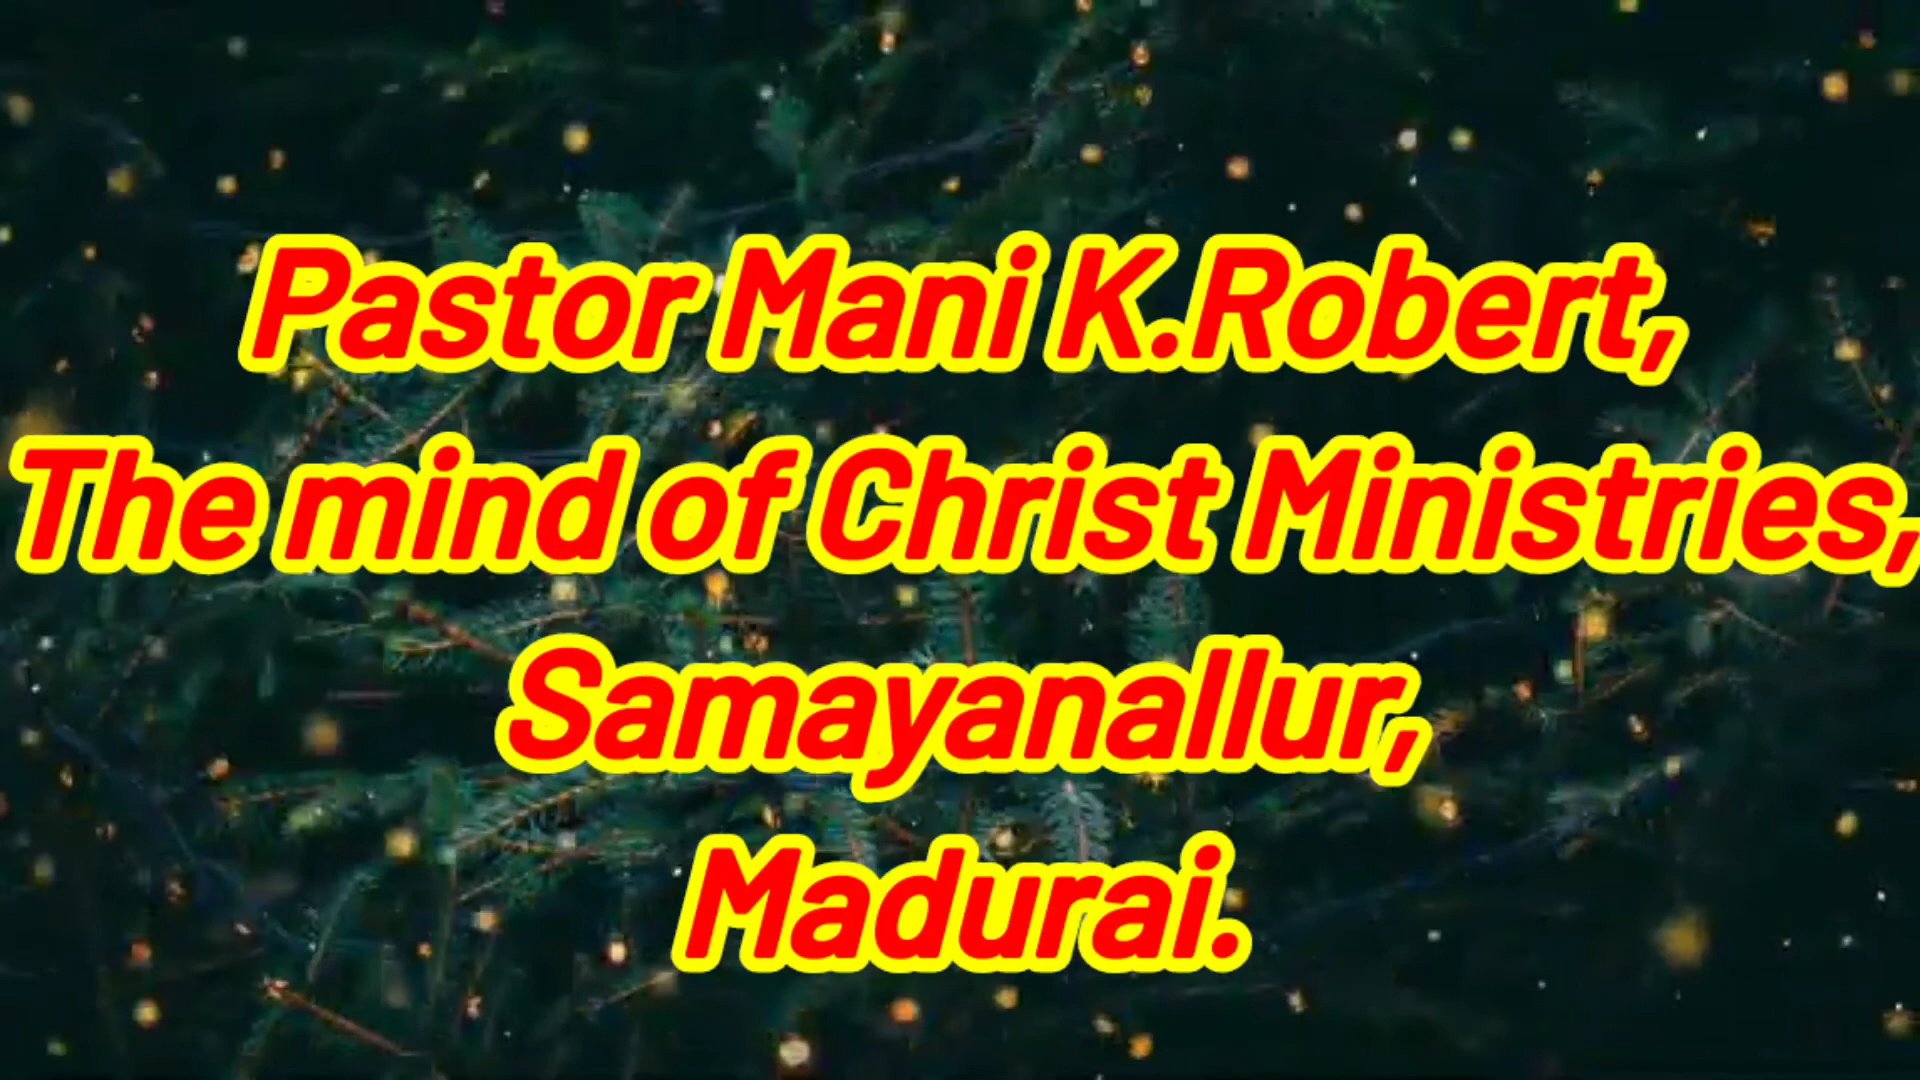 Pastor Mani K.Robert,
The mind of Christ Ministries,
Samayanallur,
Madurai.